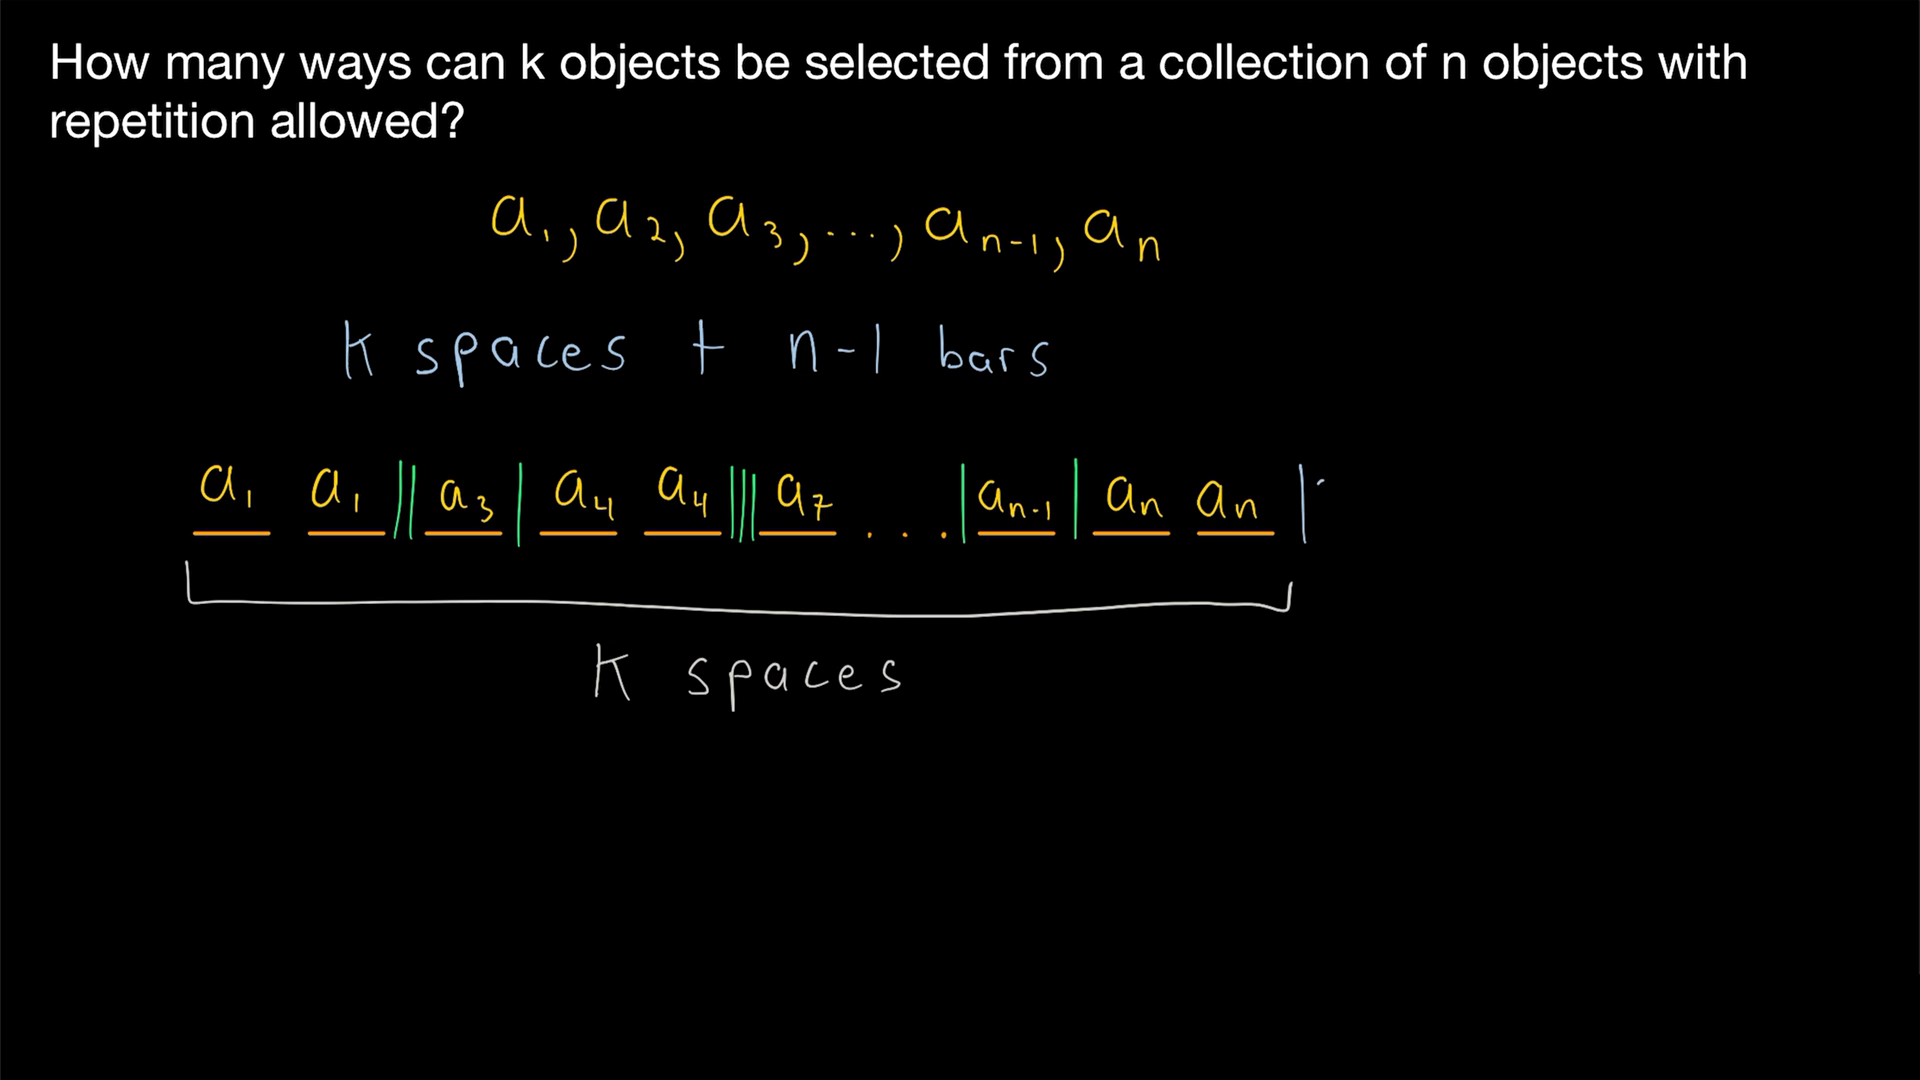 How many ways can k objects be selected from a collection of n objects with
repetition allowed?
a₁, a₂, a₃, ..., aₙ₋₁, aₙ
k spaces + n-1 bars
a₁ a₁ || a₃ | a₄ a₄ ||| a₇ ... | aₙ₋₁ | aₙ aₙ |
k spaces